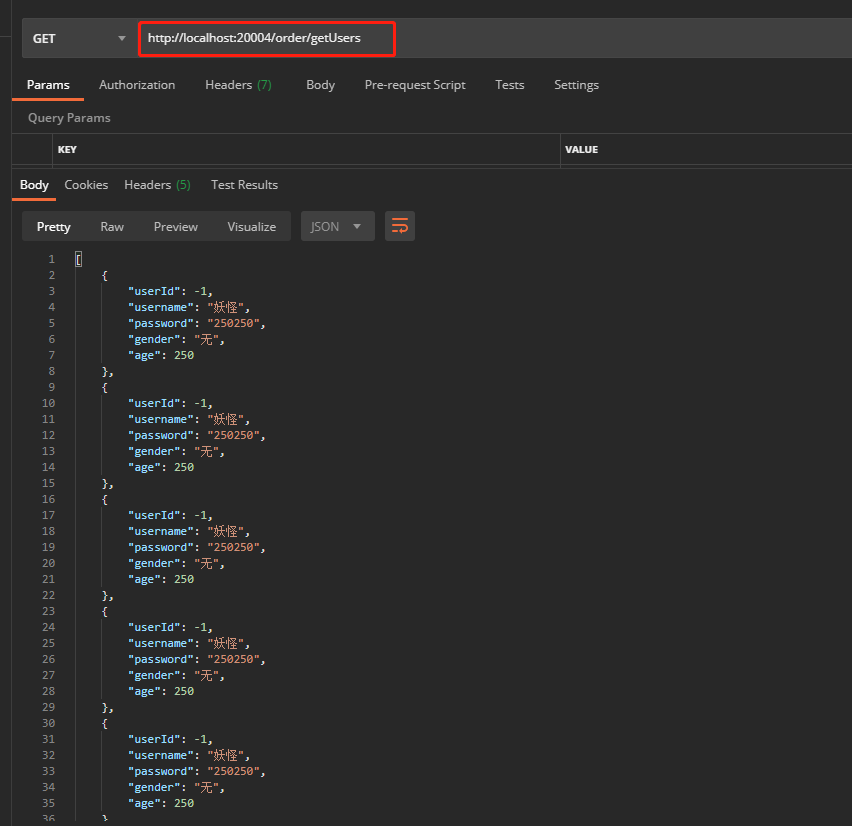 GET http://localhost:20004/order/getUsers
Params Authorization Headers (7) Body Pre-request Script Tests Settings
Query Params
KEY VALUE
Body Cookies Headers (5) Test Results
Pretty Raw Preview Visualize JSON
1 [
2 {
3 "userId": -1,
4 "username": "妖怪",
5 "password": "250250",
6 "gender": "无",
7 "age": 250
8 },
9 {
10 "userId": -1,
11 "username": "妖怪",
12 "password": "250250",
13 "gender": "无",
14 "age": 250
15 },
16 {
17 "userId": -1,
18 "username": "妖怪",
19 "password": "250250",
20 "gender": "无",
21 "age": 250
22 },
23 {
24 "userId": -1,
25 "username": "妖怪",
26 "password": "250250",
27 "gender": "无",
28 "age": 250
29 },
30 {
31 "userId": -1,
32 "username": "妖怪",
33 "password": "250250",
34 "gender": "无",
35 "age": 250
36 }